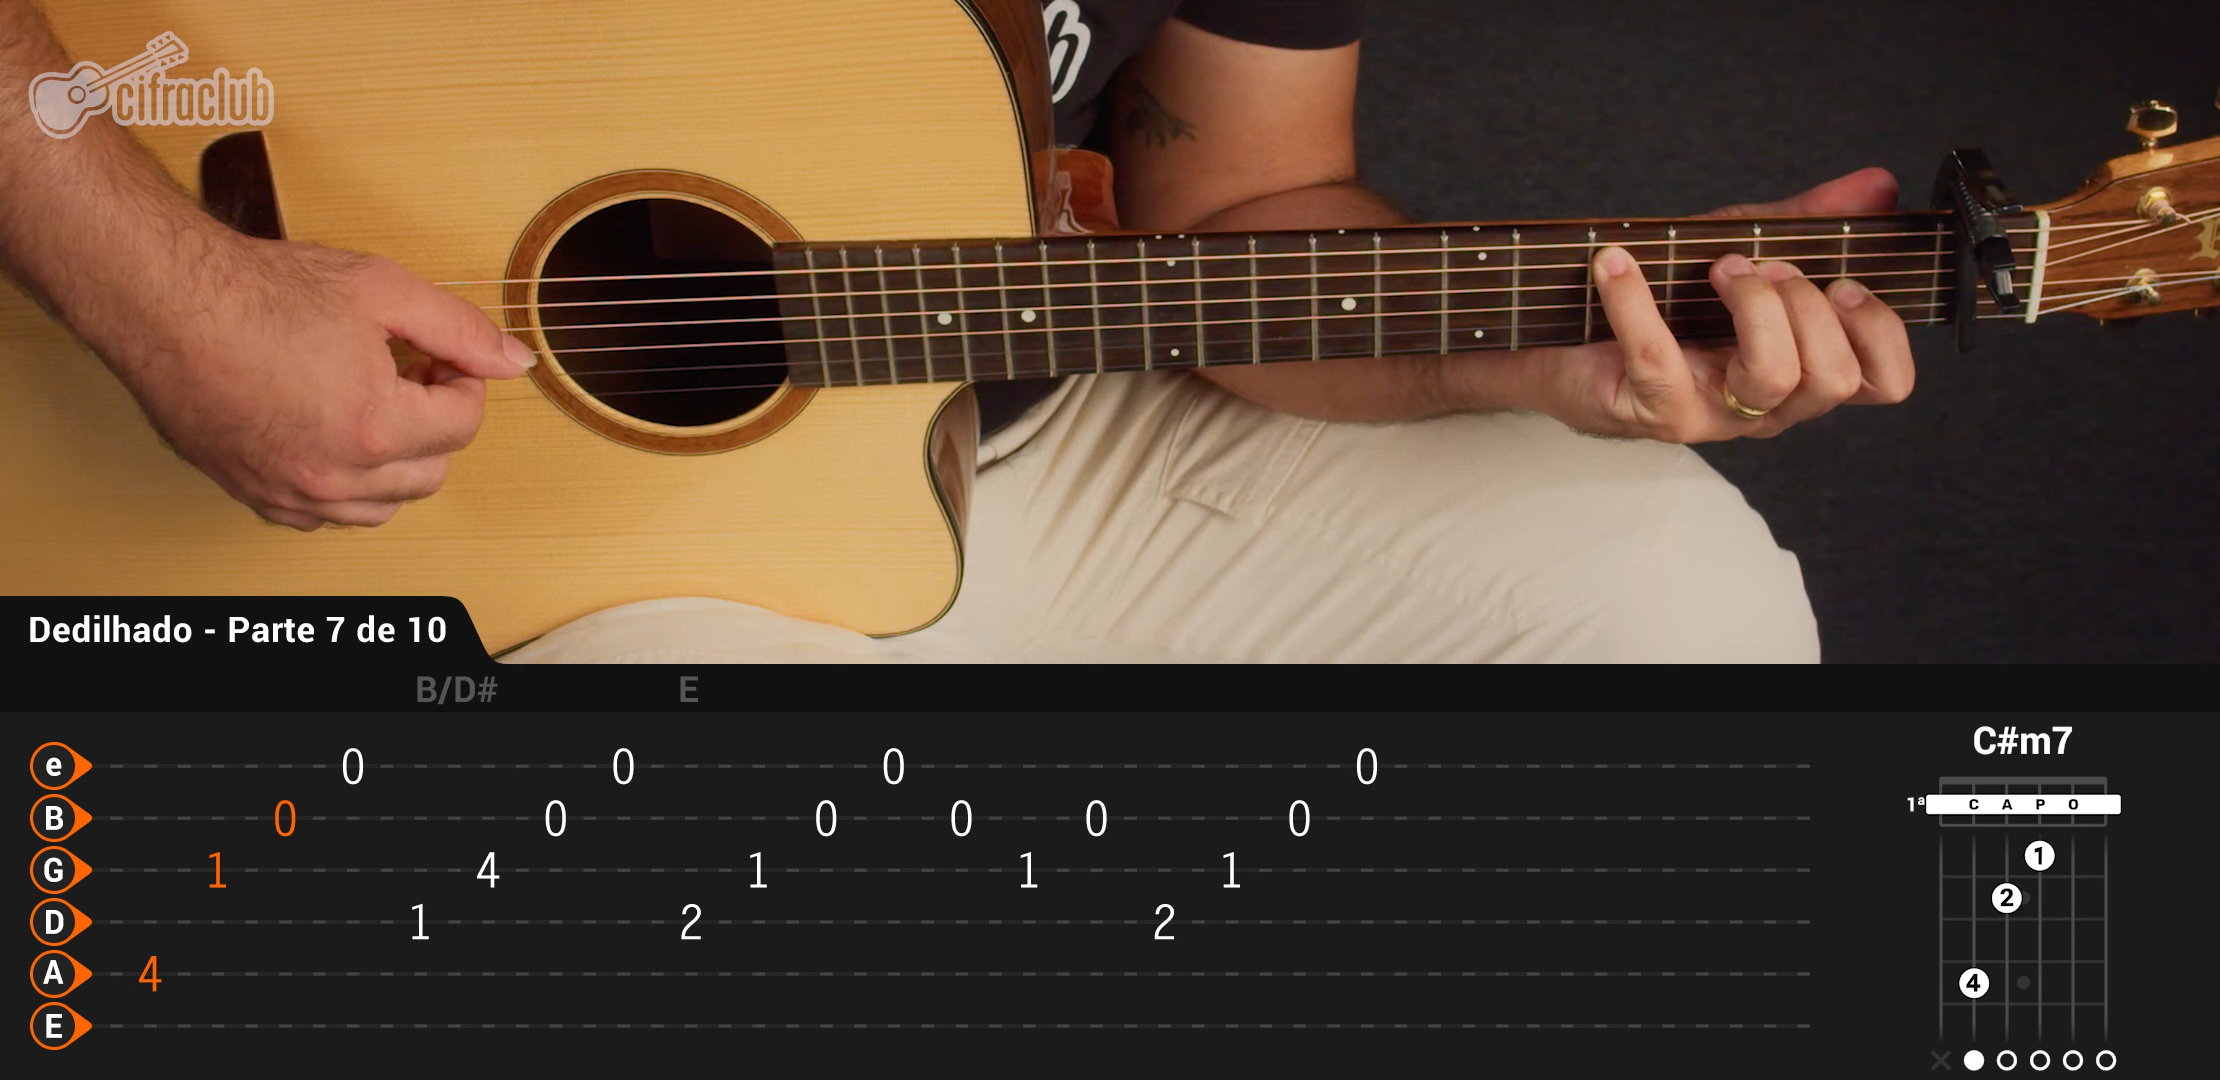 cifraclub
Dedilhado - Parte 7 de 10
B/D# E
C#m7
1ª C A P O
e 0 0 0 0
B 0 0 0 0 0 0
G 1 4 1 1 1
D 1 2 2
A 4
E
1
2
4